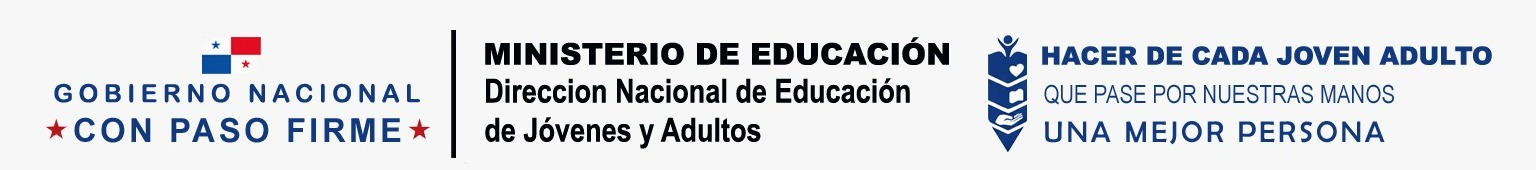 GOBIERNO NACIONAL
CON PASO FIRME
MINISTERIO DE EDUCACIÓN
Direccion Nacional de Educación
de Jóvenes y Adultos
HACER DE CADA JOVEN ADULTO
QUE PASE POR NUESTRAS MANOS
UNA MEJOR PERSONA